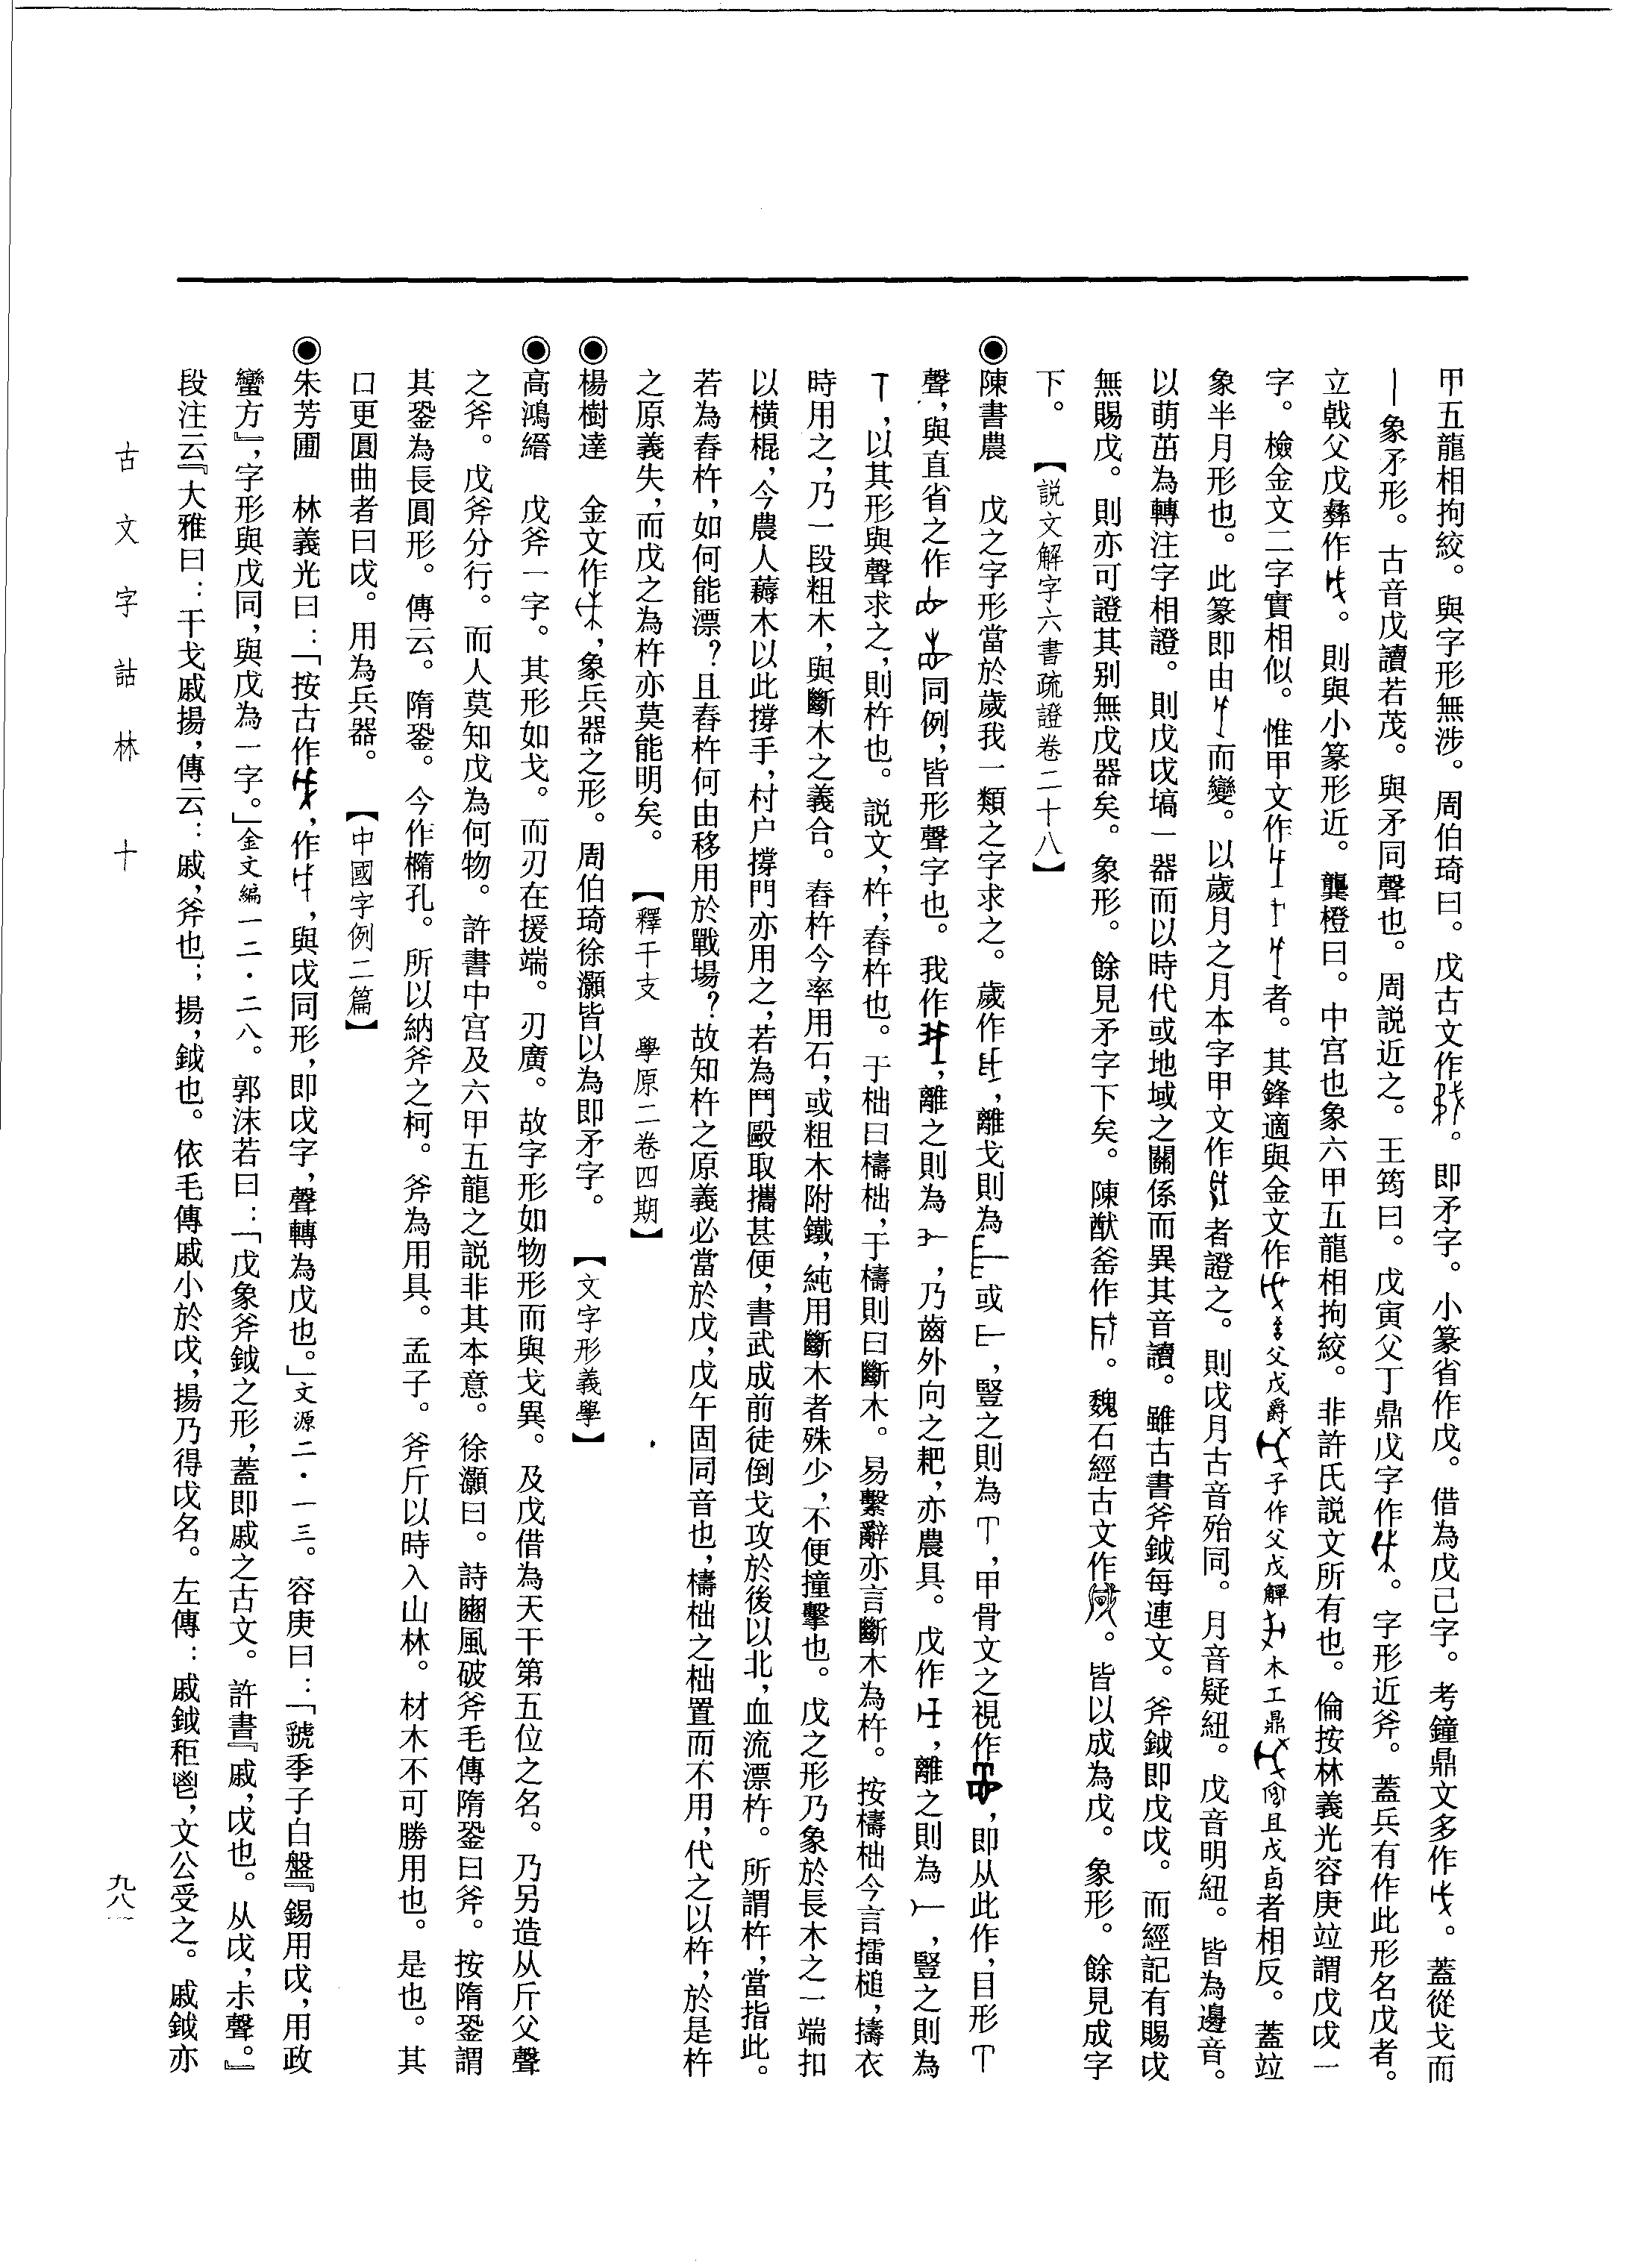 甲五龍相拘絞。與字形無涉。周伯琦曰。戊古文作。即矛字。小篆省作戊。借為戊己字。考鐘鼎文多作。蓋從戈而
丨象矛形。古音戊讀若茂。與矛同聲也。周説近之。王筠曰。戊寅父丁鼎戊字作。字形近斧。蓋兵有作此形名戊者。
立戟父戊彝作。則與小篆形近。龔橙曰。中宫也象六甲五龍相拘絞。非許氏説文所有也。倫按林義光容庚竝謂戊戉一
字。檢金文二字實相似。惟甲文作者。其鋒適與金文作父戊爵子作父戊觶木工鼎且戊卣者相反。蓋竝
象半月形也。此篆即由而變。以歲月之月本字甲文作者證之。則戉月古音殆同。月音疑紐。戊音明紐。皆為邊音。
以萌茁為轉注字相證。則戊戉塙一器而以時代或地域之關係而異其音讀。雖古書斧鉞每連文。斧鉞即戊戉。而經記有賜戉
無賜戊。則亦可證其别無戊器矣。象形。餘見矛字下矣。陳猷釜作。魏石經古文作。皆以成為戊。象形。餘見成字
下。【説文解字六書疏證卷二十八】
◉陳書農　戊之字形當於歲我一類之字求之。歲作，離戈則為或，豎之則為，甲骨文之視作，即从此作，目形
聲，與直省之作同例，皆形聲字也。我作，離之則為，乃齒外向之耙，亦農具。戊作，離之則為，豎之則為
，以其形與聲求之，則杵也。説文，杵，舂杵也。于柮曰檮柮，于檮則曰斷木。易繫辭亦言斷木為杵。按檮柮今言擂槌，擣衣
時用之，乃一段粗木，與斷木之義合。舂杵今率用石，或粗木附鐵，純用斷木者殊少，不便撞擊也。戊之形乃象於長木之一端扣
以橫棍，今農人薅木以此撐手，村户撐門亦用之，若為鬥毆取攜甚便，書武成前徒倒戈攻於後以北，血流漂杵。所謂杵，當指此。
若為舂杵，如何能漂？且舂杵何由移用於戰場？故知杵之原義必當於戊，戊午固同音也，檮柮之柮置而不用，代之以杵，於是杵
之原義失，而戊之為杵亦莫能明矣。【釋干支　學原二卷四期】
◉楊樹達　金文作，象兵器之形。周伯琦徐灝皆以為即矛字。【文字形義學】
◉高鴻縉　戊斧一字。其形如戈。而刃在援端。刃廣。故字形如物形而與戈異。及戊借為天干第五位之名。乃另造从斤父聲
之斧。戊斧分行。而人莫知戊為何物。許書中宫及六甲五龍之説非其本意。徐灝曰。詩豳風破斧毛傳隋銎曰斧。按隋銎謂
其銎為長圓形。傳云。隋銎。今作橢孔。所以納斧之柯。斧為用具。孟子。斧斤以時入山林。材木不可勝用也。是也。其
口更圓曲者曰戉。用為兵器。【中國字例二篇】
◉朱芳圃　林義光曰：「按古作，作，與戉同形，即戉字，聲轉為戊也。」文源二·一三。容庚曰：「虢季子白盤『錫用戉，用政
蠻方』，字形與戊同，與戊為一字。」金文編一二·二八。郭沫若曰：「戊象斧鉞之形，蓋即戚之古文。許書『戚，戉也。从戉，尗聲。』
段注云『大雅曰：干戈戚揚，傳云：戚，斧也；揚，鉞也。依毛傳戚小於戉，揚乃得戉名。左傳：戚鉞秬鬯，文公受之。戚鉞亦
古文字詁林　十
九八